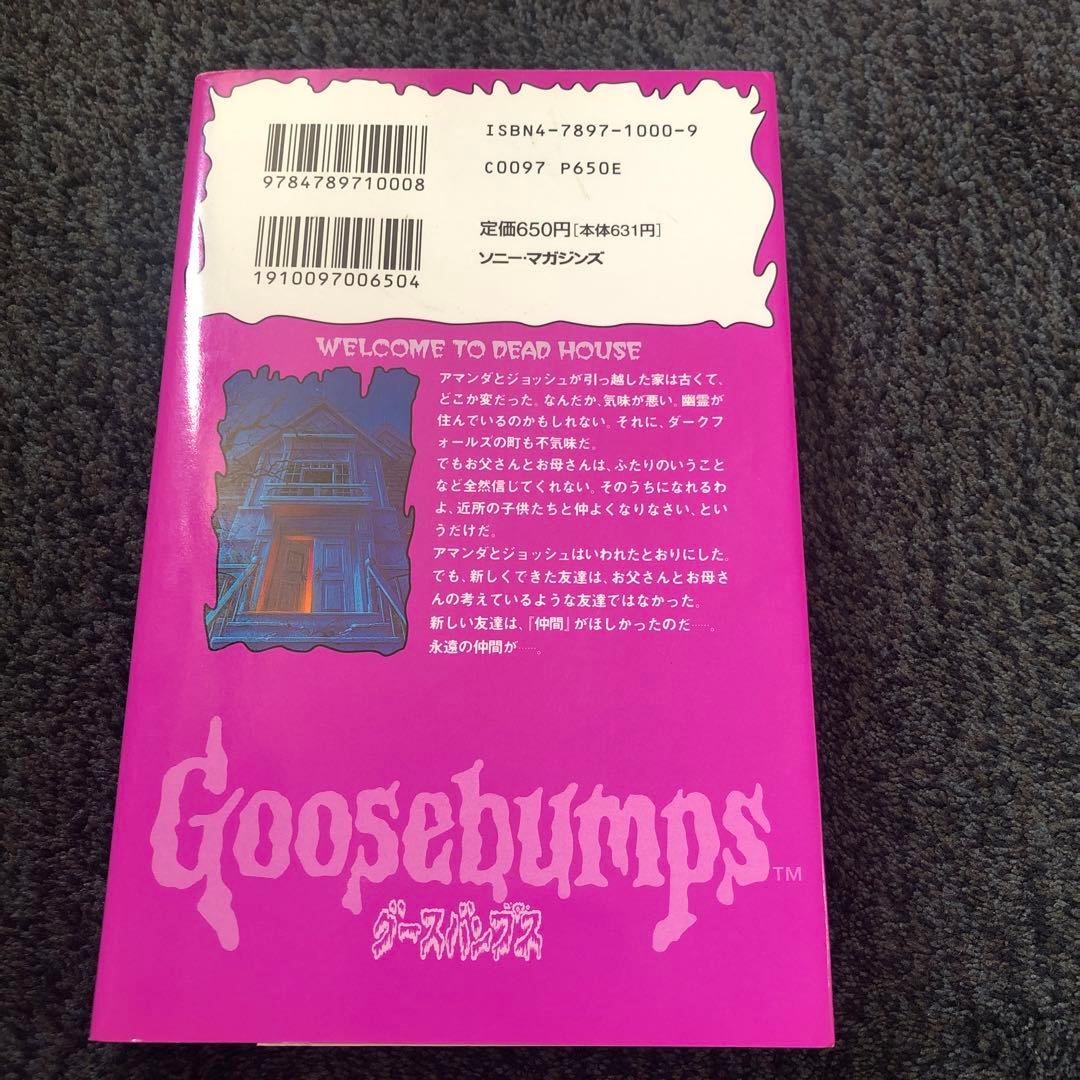 ISBN4-7897-1000-9
9784789710008
C0097 P650E
定価650円[本体631円]
1910097006504
ソニー・マガジンズ
WELCOME TO DEAD HOUSE
アマンダとジョッシュが引っ越した家は古くて、
どこか変だった。なんだか、気味が悪い。幽霊が
住んでいるのかもしれない。それに、ダークフ
ォールズの町も不気味だ。
でもお父さんとお母さんは、ふたりのいうこと
など全然信じてくれない。そのうちになれるわ
よ、近所の子供たちと仲よくなりなさい、とい
うだけだ。
アマンダとジョッシュはいわれたとおりにした。
でも、新しくできた友達は、お父さんとお母さ
んの考えているような友達ではなかった。
新しい友達は、『仲間』がほしかったのだ……。
永遠の仲間が……。
Goosebumps™
グースバンプス